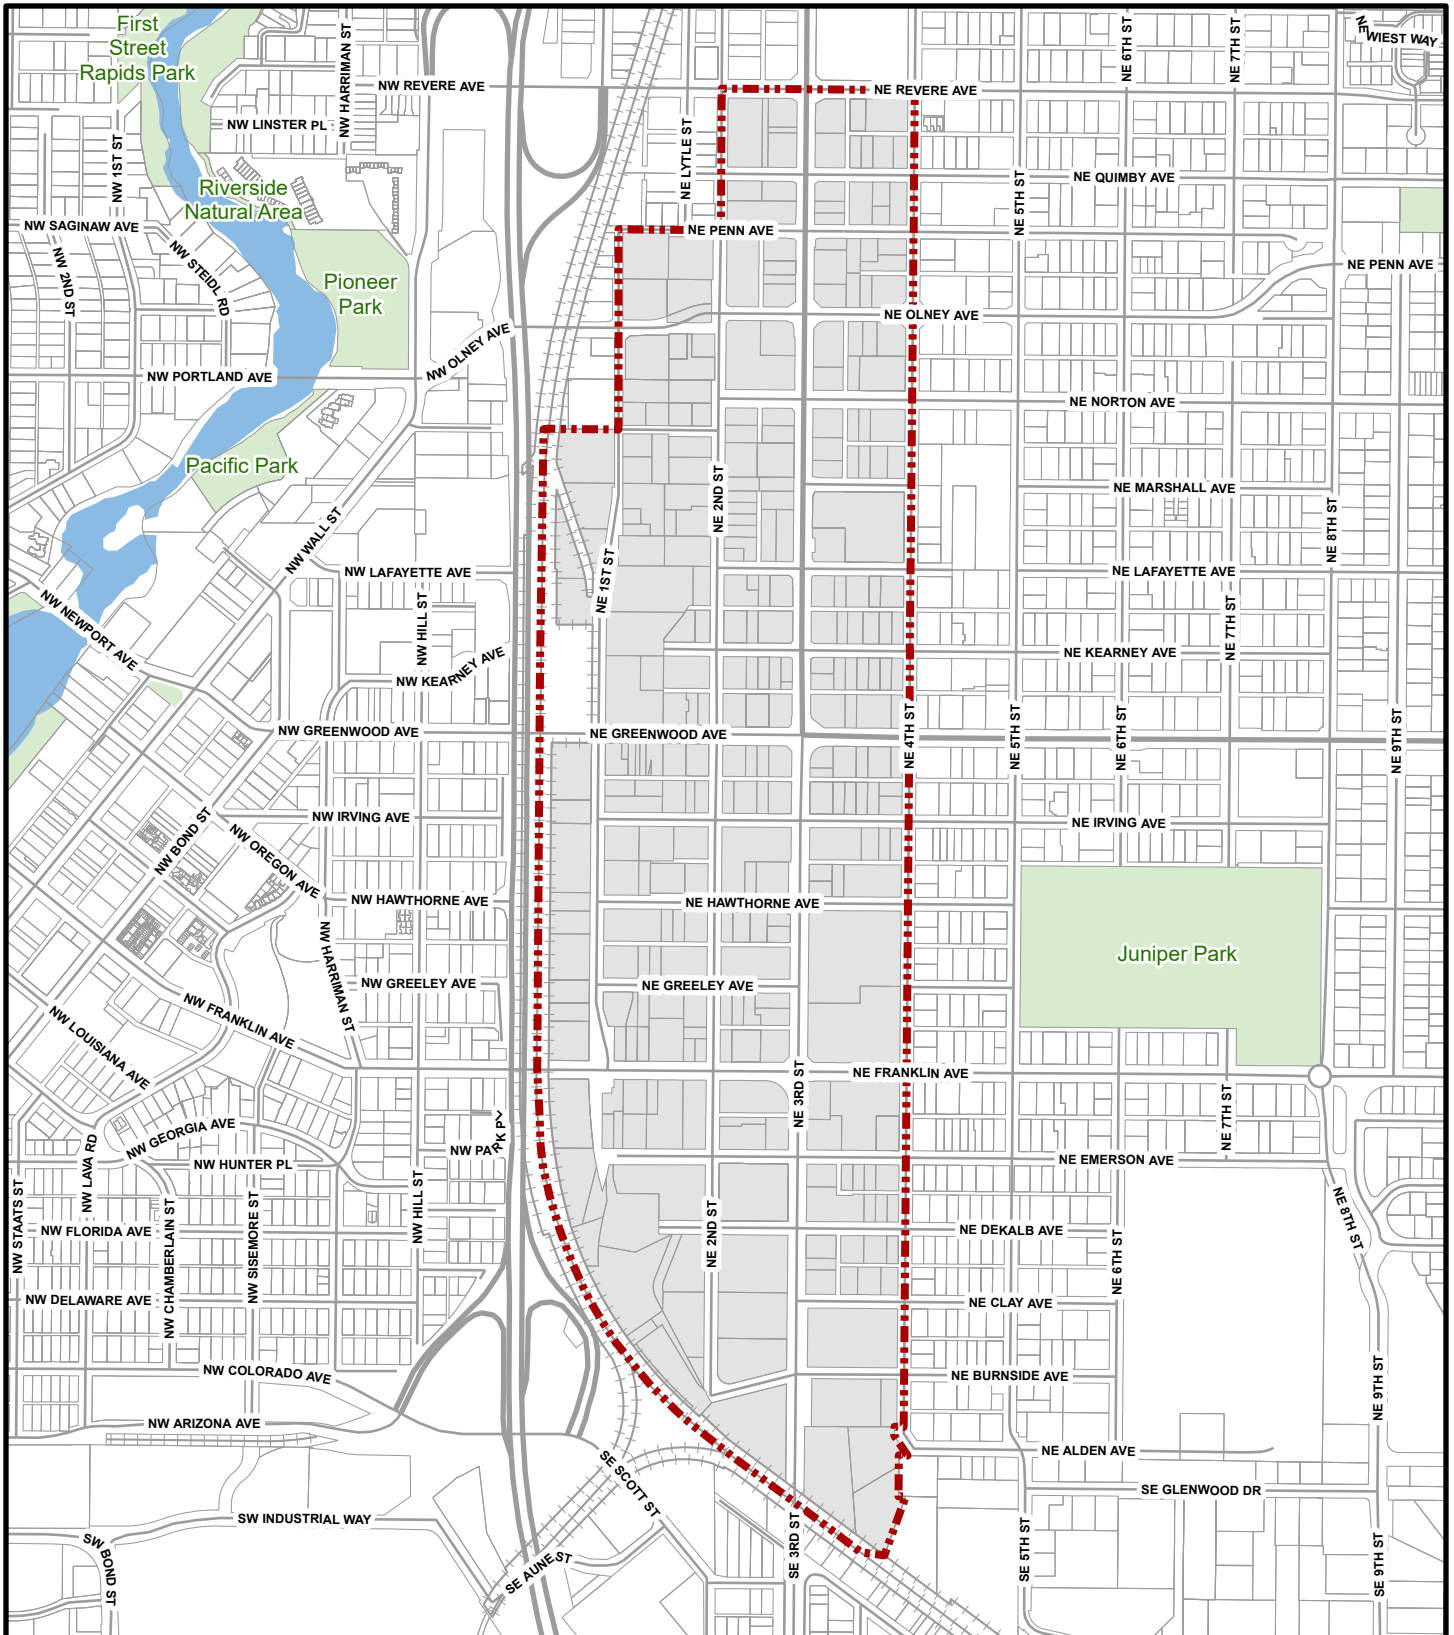 First
Street
Rapids Park
NW HARRIMAN ST
NE 6TH ST
NE 7TH ST
NE WIEST WAY
NW REVERE AVE
NE REVERE AVE
NW LINSTER PL
NW 1ST ST
NE LYTLE ST
Riverside
Natural Area
NE QUIMBY AVE
NE 5TH ST
NW SAGINAW AVE
NE PENN AVE
NW STEIDL RD
NW 2ND ST
NE PENN AVE
Pioneer
Park
NE OLNEY AVE
NW OLNEY AVE
NW PORTLAND AVE
NE NORTON AVE
Pacific Park
NE 2ND ST
NE MARSHALL AVE
NE 8TH ST
NW WALL ST
NW LAFAYETTE AVE
NE 1ST ST
NE LAFAYETTE AVE
NW NEWPORT AVE
NW HILL ST
NE 7TH ST
NE KEARNEY AVE
NW KEARNEY AVE
NW GREENWOOD AVE
NE GREENWOOD AVE
NE 4TH ST
NE 5TH ST
NE 6TH ST
NE 9TH ST
NW IRVING AVE
NE IRVING AVE
NW BOND ST
NW OREGON AVE
NW HAWTHORNE AVE
NE HAWTHORNE AVE
NW HARRIMAN ST
Juniper Park
NW GREELEY AVE
NE GREELEY AVE
NW FRANKLIN AVE
NW LOUISIANA AVE
NE FRANKLIN AVE
NE 3RD ST
NE 7TH ST
NW GEORGIA AVE
NW PARK PL
NW LAVA RD
NW HUNTER PL
NE EMERSON AVE
NW STAATS ST
NW CHAMBERLAIN ST
NW SISEMORE ST
NW HILL ST
NE 2ND ST
NE 8TH ST
NW FLORIDA AVE
NE DEKALB AVE
NE 6TH ST
NW DELAWARE AVE
NE CLAY AVE
NW COLORADO AVE
NE BURNSIDE AVE
NE 9TH ST
NW ARIZONA AVE
NE ALDEN AVE
SE SCOTT ST
SE GLENWOOD DR
SW INDUSTRIAL WAY
SE 3RD ST
SE 5TH ST
SE 9TH ST
SW BOND ST
SE AUNE ST